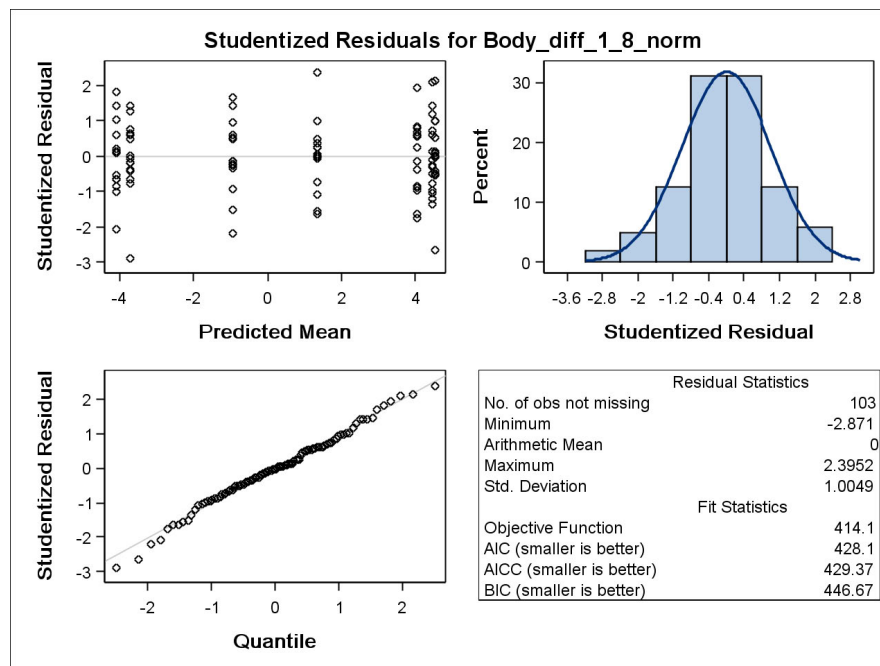 Studentized Residuals for Body_diff_1_8_norm
Studentized Residual
2
1
0
-1
-2
-3
-4 -2 0 2 4
Predicted Mean
Percent
30
20
10
0
-3.6 -2.8 -2 -1.2 -0.4 0.4 1.2 2 2.8
Studentized Residual
Studentized Residual
2
1
0
-1
-2
-3
-2 -1 0 1 2
Quantile
Residual Statistics
No. of obs not missing 103
Minimum -2.871
Arithmetic Mean 0
Maximum 2.3952
Std. Deviation 1.0049
Fit Statistics
Objective Function 414.1
AIC (smaller is better) 428.1
AICC (smaller is better) 429.37
BIC (smaller is better) 446.67